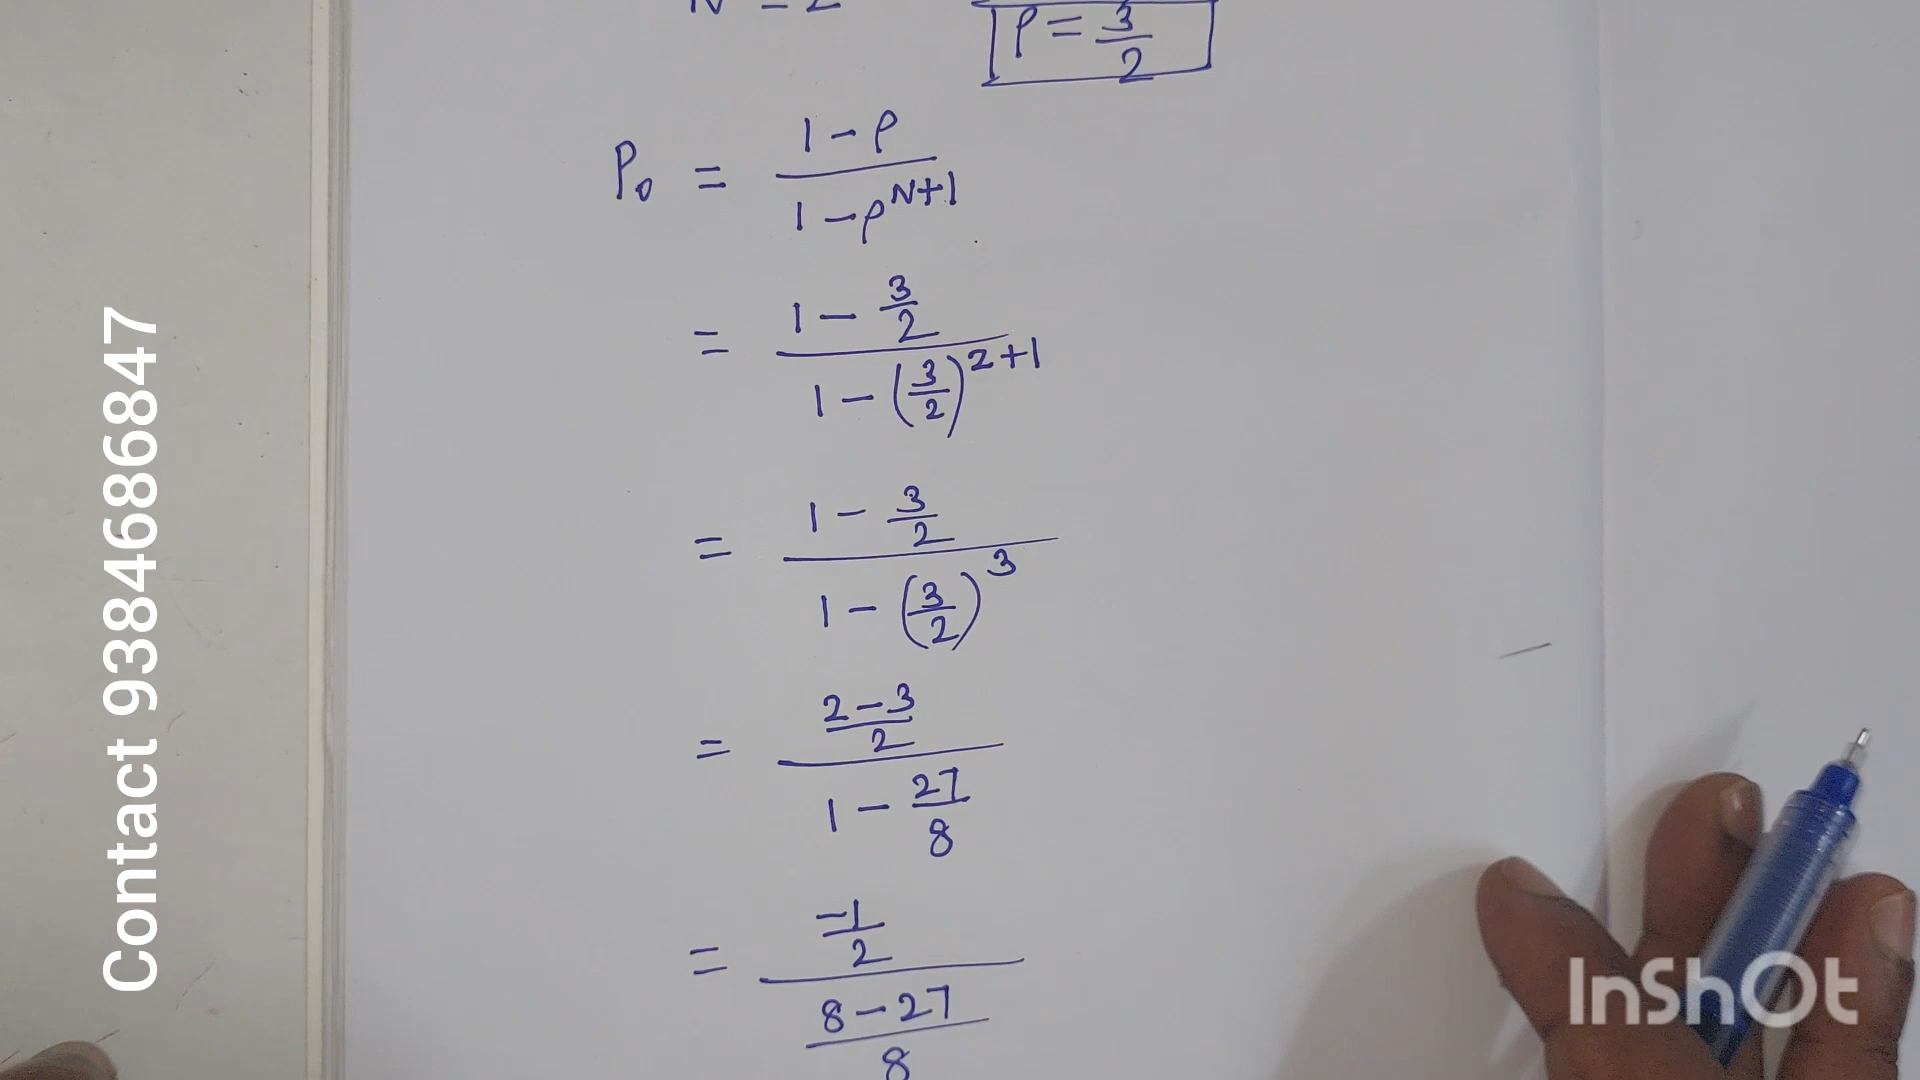 N = 2
ρ = 3/2
P₀ = (1 - ρ)/(1 - ρ^(N+1))
= (1 - 3/2)/(1 - (3/2)^(2+1))
= (1 - 3/2)/(1 - (3/2)^3)
= ((2 - 3)/2)/(1 - 27/8)
= (-1/2)/((8 - 27)/8)
Contact 9384686847
InShOt